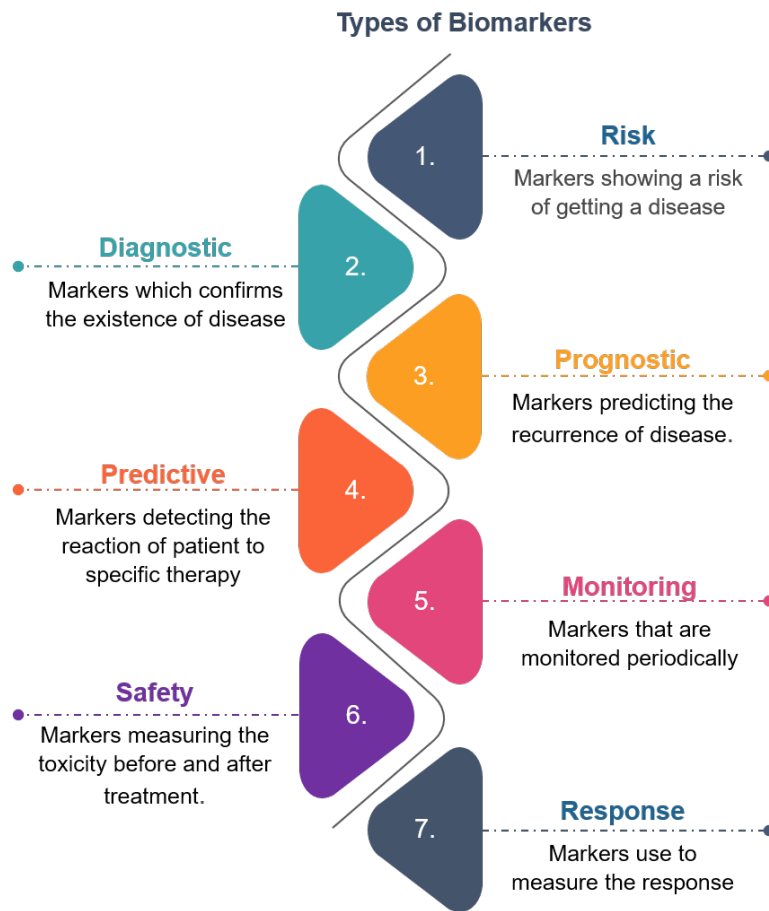 Types of Biomarkers
1.
Risk
Markers showing a risk
of getting a disease
Diagnostic
2.
Markers which confirms
the existence of disease
3.
Prognostic
Markers predicting the
recurrence of disease.
Predictive
4.
Markers detecting the
reaction of patient to
specific therapy
5.
Monitoring
Markers that are
monitored periodically
Safety
6.
Markers measuring the
toxicity before and after
treatment.
7.
Response
Markers use to
measure the response